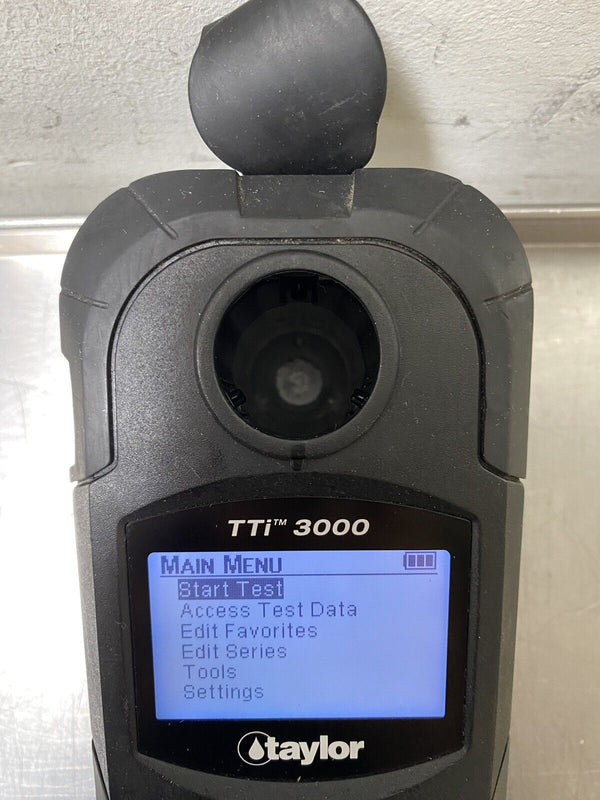 TTi™ 3000
MAIN MENU
Start Test
Access Test Data
Edit Favorites
Edit Series
Tools
Settings
taylor